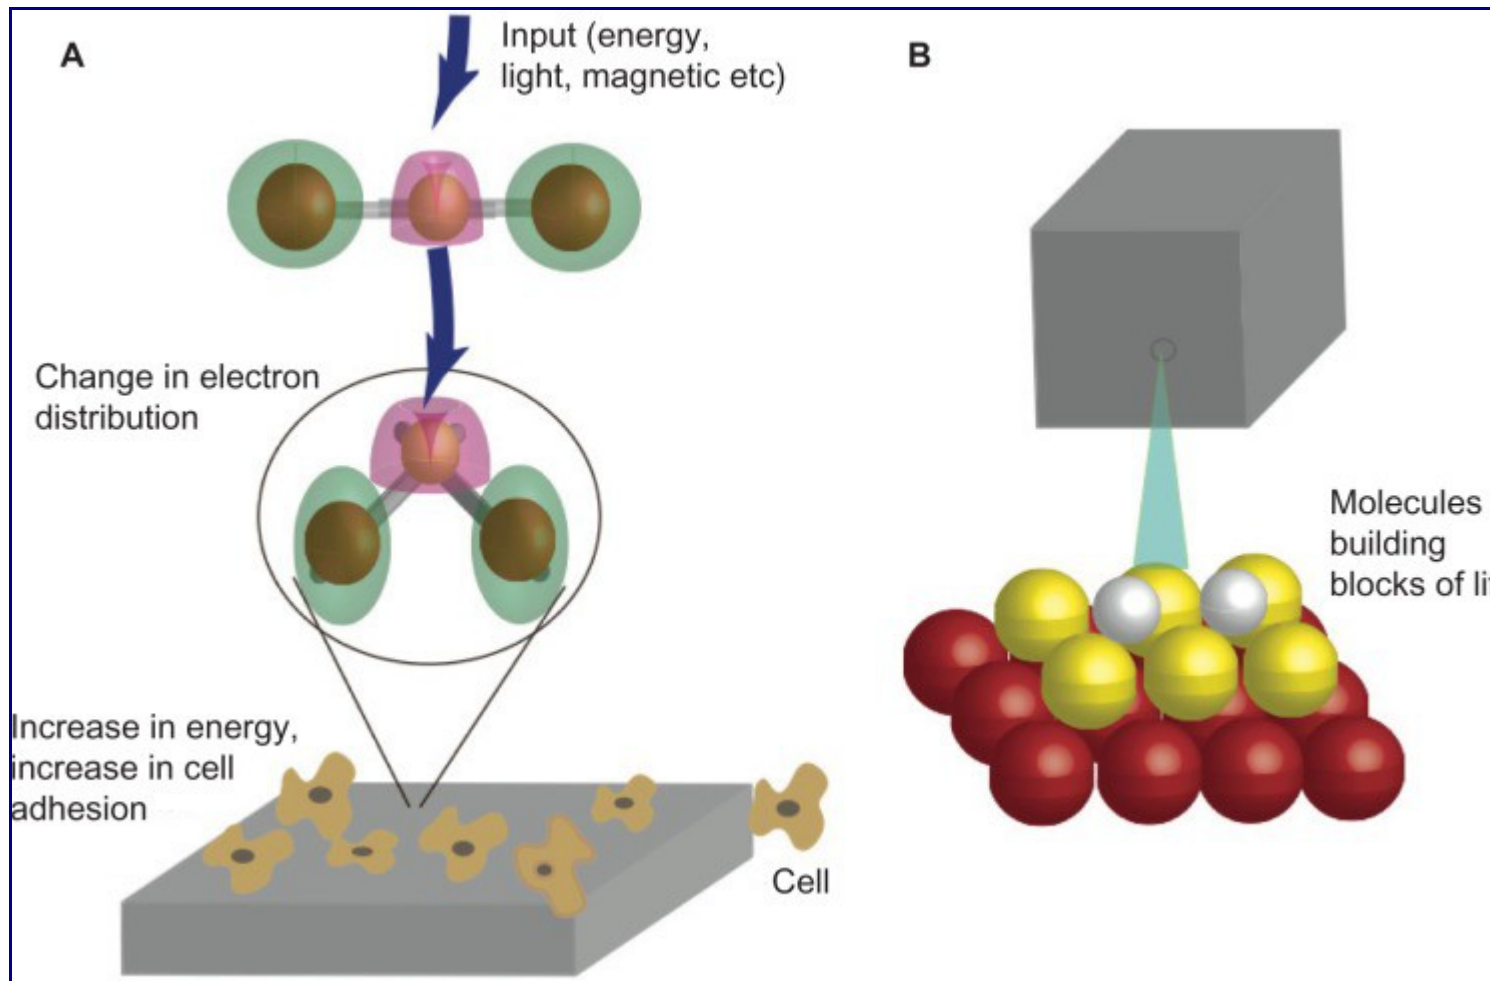 A
Input (energy,
light, magnetic etc)
Change in electron
distribution
Increase in energy,
increase in cell
adhesion
Cell
B
Molecules
building
blocks of